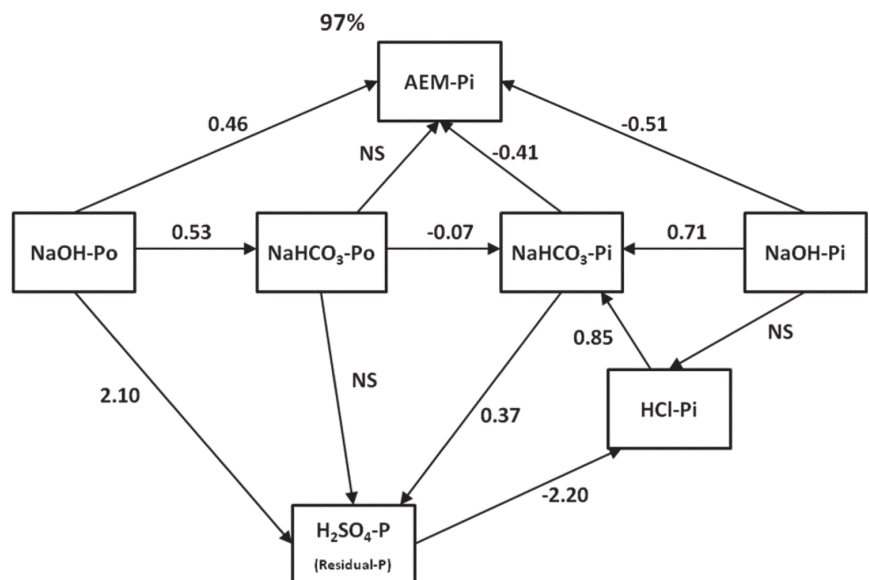 97%
AEM-Pi
0.46
-0.51
NS
-0.41
NaOH-Po
0.53
NaHCO₃-Po
-0.07
NaHCO₃-Pi
0.71
NaOH-Pi
NS
0.85
NS
2.10
0.37
HCl-Pi
-2.20
H₂SO₄-P
(Residual-P)